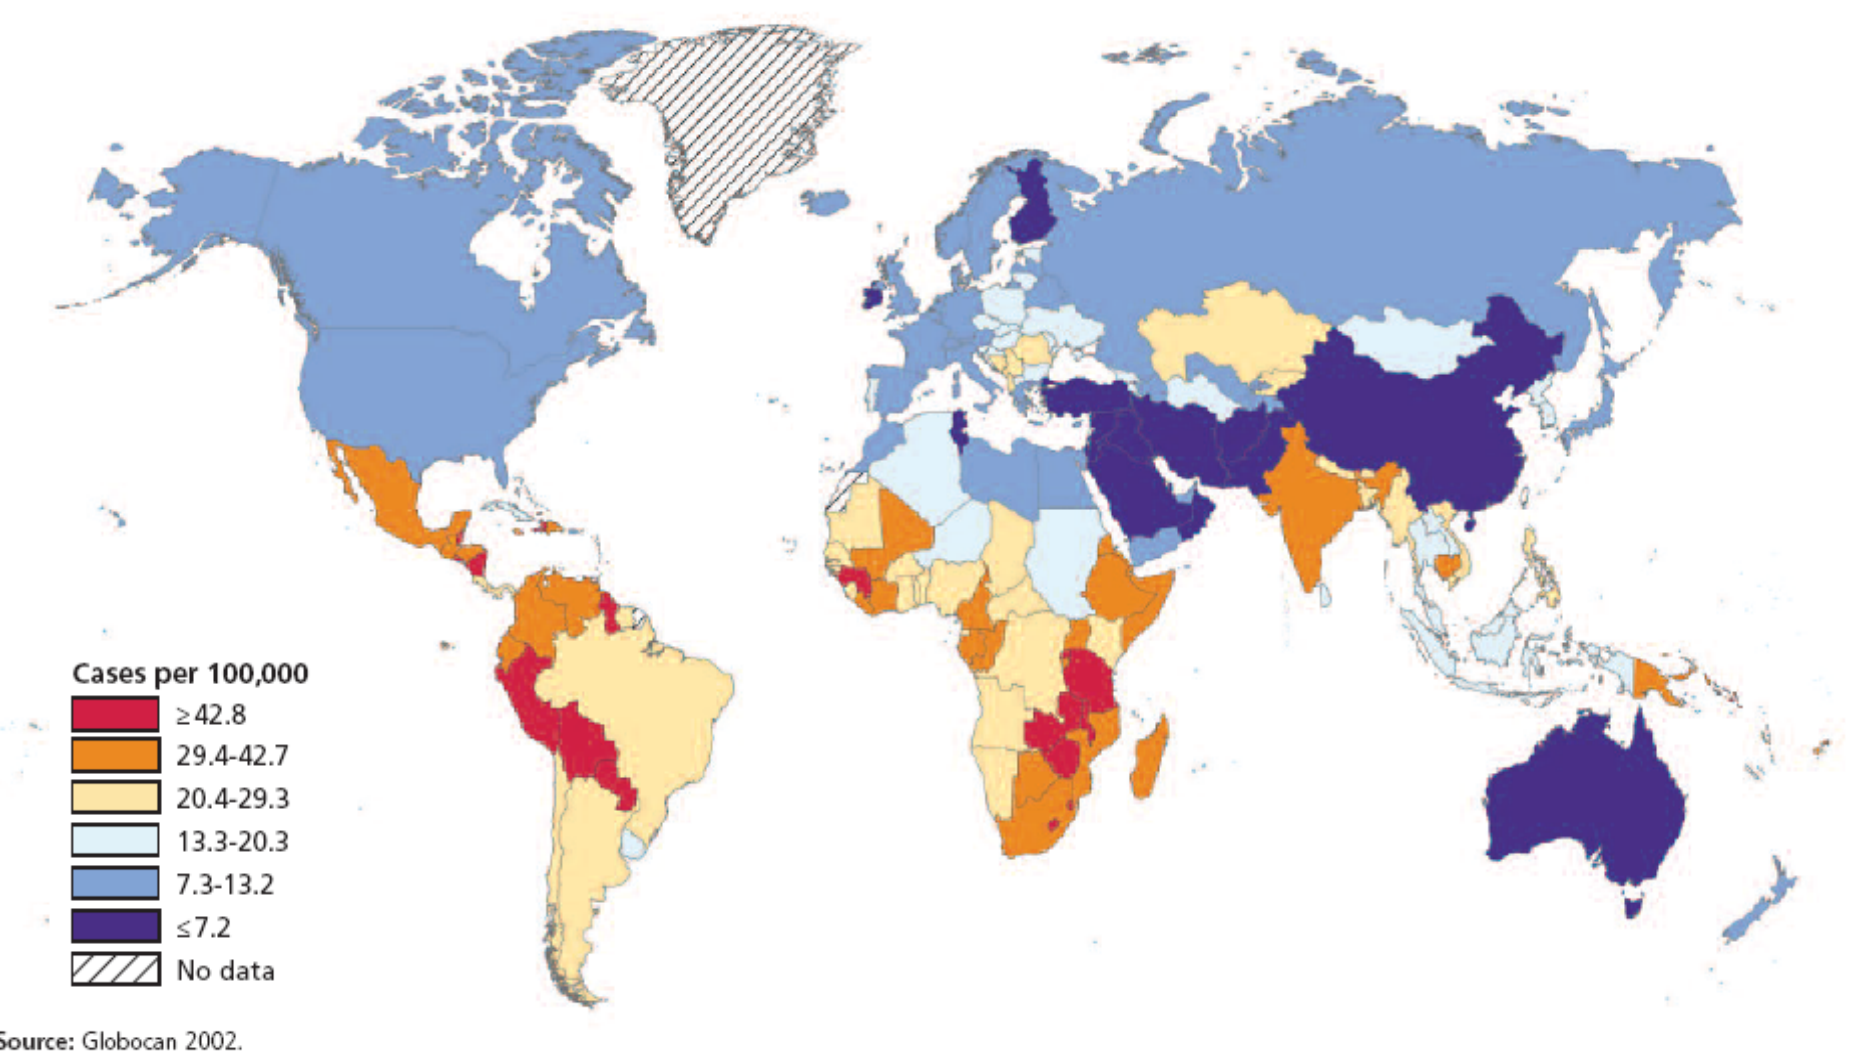 Cases per 100,000
≥42.8
29.4-42.7
20.4-29.3
13.3-20.3
7.3-13.2
≤7.2
No data
Source: Globocan 2002.